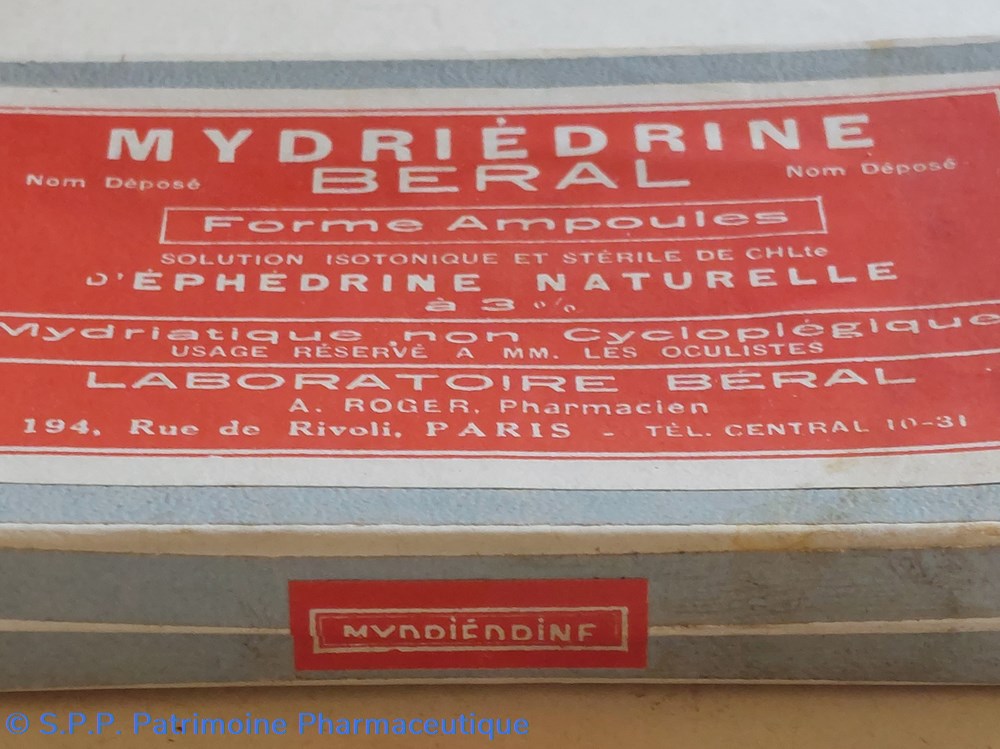 MYDRIÉDRINE
BERAL
Nom Déposé
Nom Déposé
Forme Ampoules
SOLUTION ISOTONIQUE ET STÉRILE DE CHLte
D'ÉPHÉDRINE NATURELLE
à 3 %
Mydriatique non Cycloplégique
USAGE RÉSERVÉ A MM. LES OCULISTES
LABORATOIRE BÉRAL
A. ROGER. Pharmacien
194, Rue de Rivoli, PARIS - TÉL. CENTRAL 10-31
MYDRIÉDRINE
© S.P.P. Patrimoine Pharmaceutique